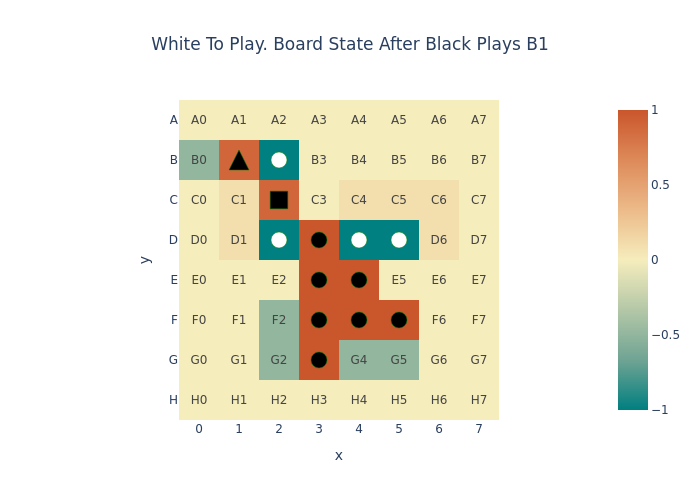 White To Play. Board State After Black Plays B1
A A0 A1 A2 A3 A4 A5 A6 A7
B B0 B3 B4 B5 B6 B7
C C0 C1 C3 C4 C5 C6 C7
D D0 D1 D6 D7
E E0 E1 E2 E5 E6 E7
F F0 F1 F2 F6 F7
G G0 G1 G2 G4 G5 G6 G7
H H0 H1 H2 H3 H4 H5 H6 H7
0 1 2 3 4 5 6 7
x
y
1
0.5
0
−0.5
−1